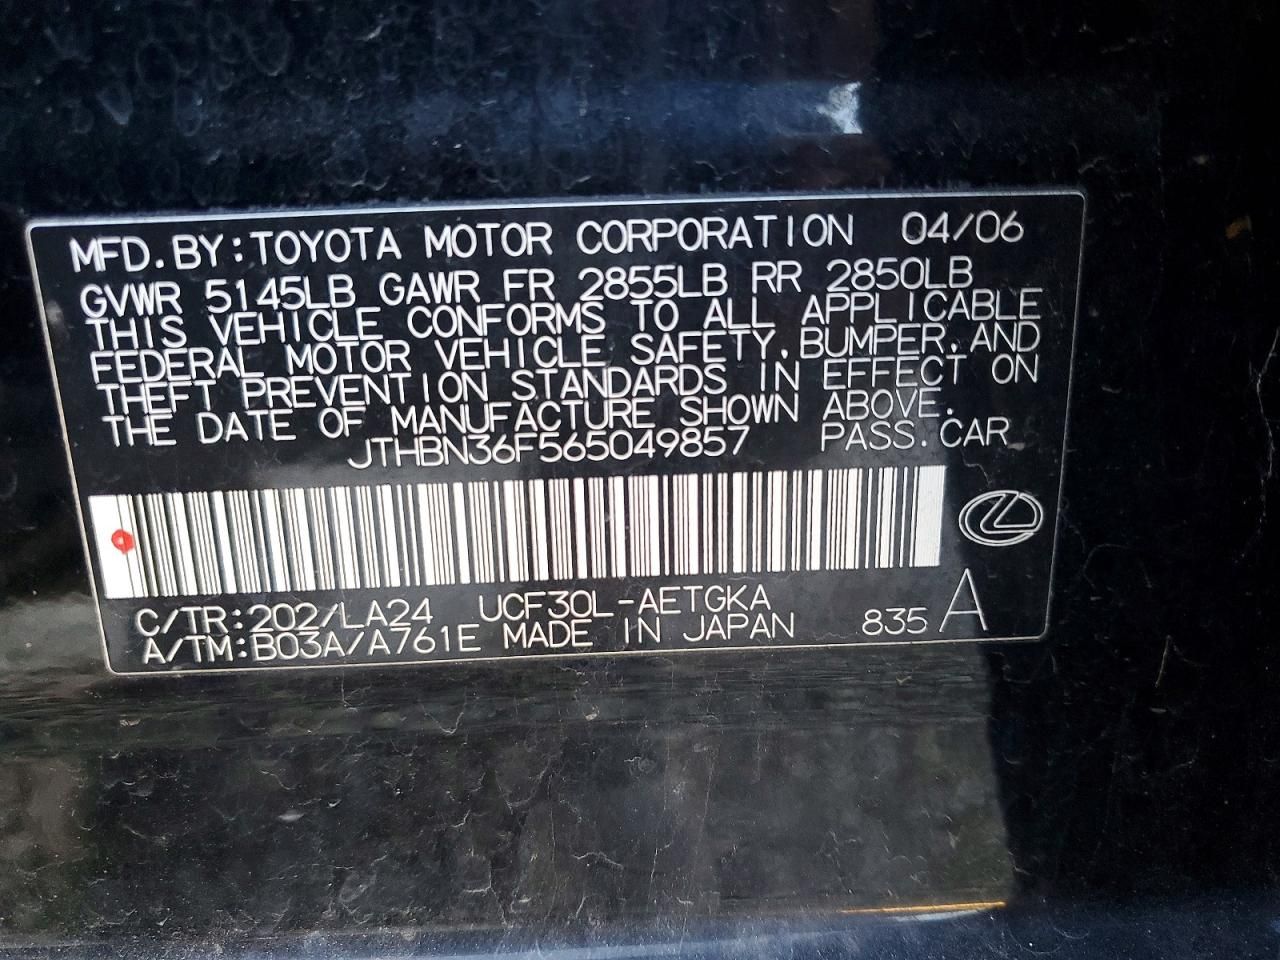 MFD. BY: TOYOTA MOTOR CORPORATION 04/06
GVWR 5145LB GAWR FR 2855LB RR 2850LB
THIS VEHICLE CONFORMS TO ALL APPLICABLE
FEDERAL MOTOR VEHICLE SAFETY, BUMPER, AND
THEFT PREVENTION STANDARDS IN EFFECT ON
THE DATE OF MANUFACTURE SHOWN ABOVE.
JTHBN36F565049857 PASS. CAR
C/TR: 202/LA24 UCF30L-AETGKA
A/TM: B03A/A761E MADE IN JAPAN 835 A